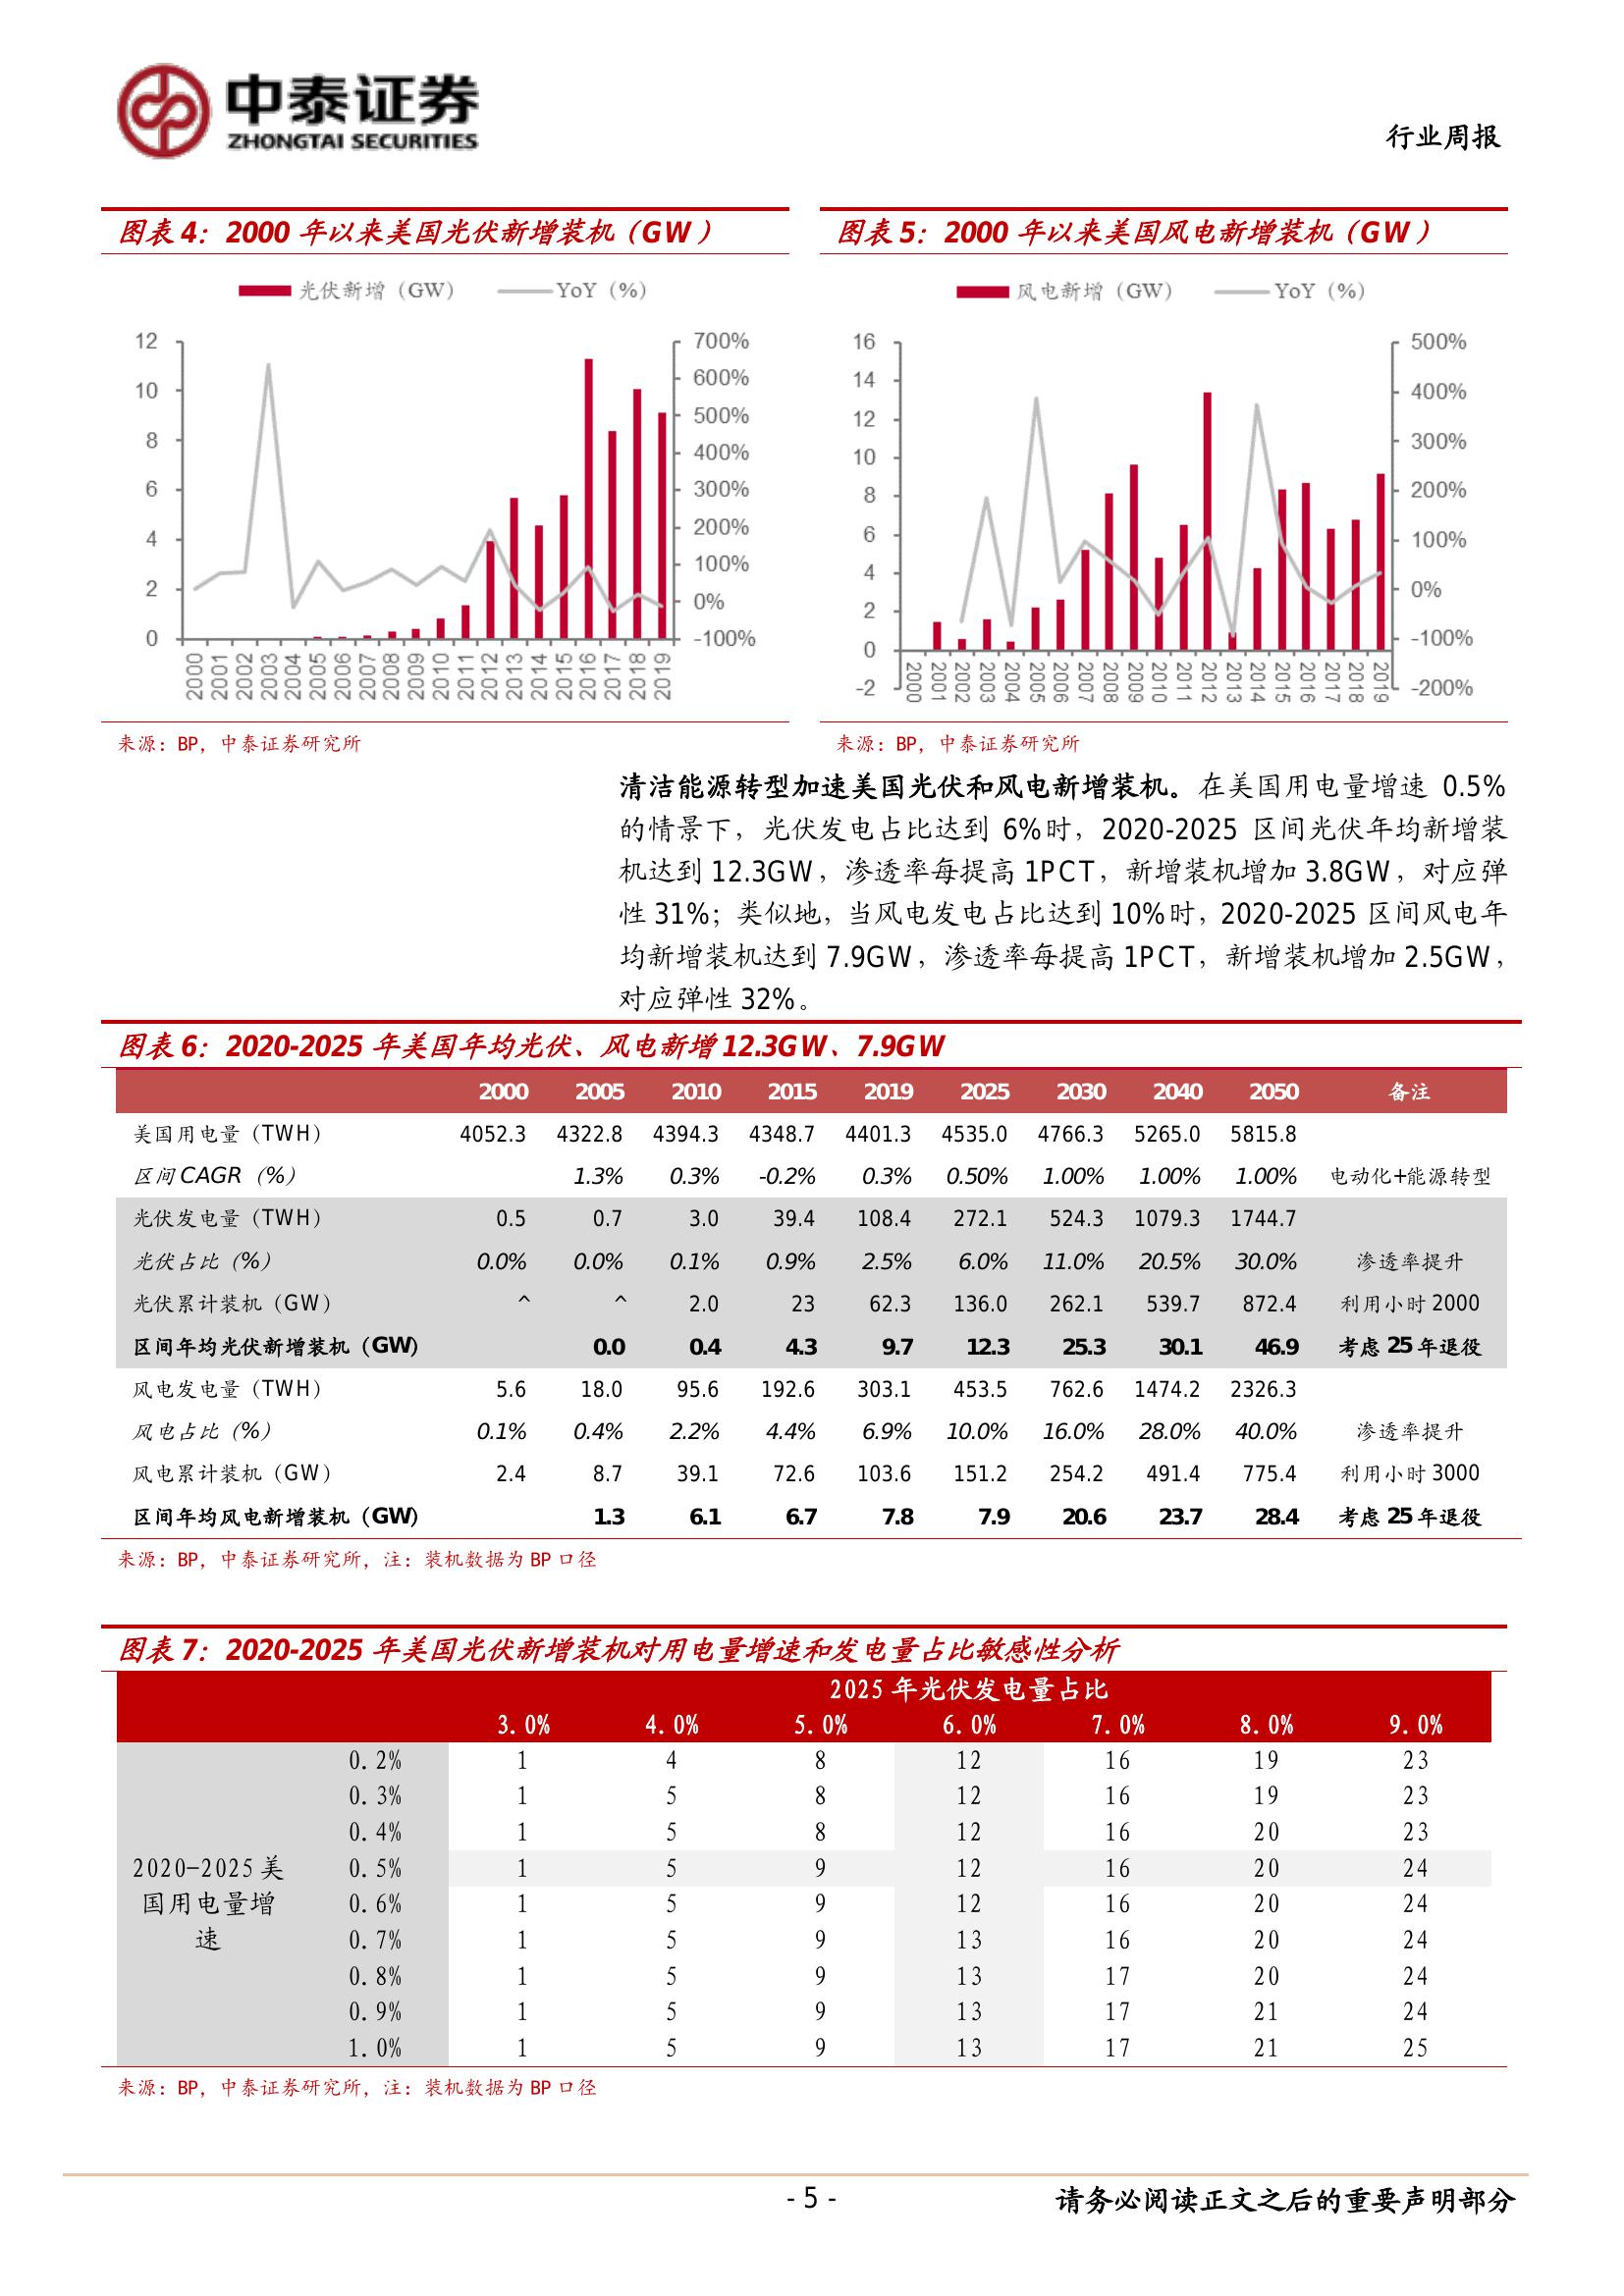 中泰证券
ZHONGTAI SECURITIES
行业周报
图表 4：2000 年以来美国光伏新增装机（GW）
光伏新增（GW） YoY（%）
12
10
8
6
4
2
0
700%
600%
500%
400%
300%
200%
100%
0%
-100%
2000 2001 2002 2003 2004 2005 2006 2007 2008 2009 2010 2011 2012 2013 2014 2015 2016 2017 2018 2019
来源：BP，中泰证券研究所
图表 5：2000 年以来美国风电新增装机（GW）
风电新增（GW） YoY（%）
16
14
12
10
8
6
4
2
0
-2
500%
400%
300%
200%
100%
0%
-100%
-200%
2000 2001 2002 2003 2004 2005 2006 2007 2008 2009 2010 2011 2012 2013 2014 2015 2016 2017 2018 2019
来源：BP，中泰证券研究所
清洁能源转型加速美国光伏和风电新增装机。在美国用电量增速 0.5%
的情景下，光伏发电占比达到 6%时，2020-2025 区间光伏年均新增装
机达到 12.3GW，渗透率每提高 1PCT，新增装机增加 3.8GW，对应弹
性 31%；类似地，当风电发电占比达到 10%时，2020-2025 区间风电年
均新增装机达到 7.9GW，渗透率每提高 1PCT，新增装机增加 2.5GW，
对应弹性 32%。
图表 6：2020-2025 年美国年均光伏、风电新增 12.3GW、7.9GW
2000 2005 2010 2015 2019 2025 2030 2040 2050 备注
美国用电量（TWH） 4052.3 4322.8 4394.3 4348.7 4401.3 4535.0 4766.3 5265.0 5815.8
区间 CAGR（%） 1.3% 0.3% -0.2% 0.3% 0.50% 1.00% 1.00% 1.00% 电动化+能源转型
光伏发电量（TWH） 0.5 0.7 3.0 39.4 108.4 272.1 524.3 1079.3 1744.7
光伏占比（%） 0.0% 0.0% 0.1% 0.9% 2.5% 6.0% 11.0% 20.5% 30.0% 渗透率提升
光伏累计装机（GW） ^ ^ 2.0 23 62.3 136.0 262.1 539.7 872.4 利用小时 2000
区间年均光伏新增装机（GW） 0.0 0.4 4.3 9.7 12.3 25.3 30.1 46.9 考虑 25 年退役
风电发电量（TWH） 5.6 18.0 95.6 192.6 303.1 453.5 762.6 1474.2 2326.3
风电占比（%） 0.1% 0.4% 2.2% 4.4% 6.9% 10.0% 16.0% 28.0% 40.0% 渗透率提升
风电累计装机（GW） 2.4 8.7 39.1 72.6 103.6 151.2 254.2 491.4 775.4 利用小时 3000
区间年均风电新增装机（GW） 1.3 6.1 6.7 7.8 7.9 20.6 23.7 28.4 考虑 25 年退役
来源：BP，中泰证券研究所，注：装机数据为 BP 口径
图表 7：2020-2025 年美国光伏新增装机对用电量增速和发电量占比敏感性分析
2025 年光伏发电量占比
3.0% 4.0% 5.0% 6.0% 7.0% 8.0% 9.0%
0.2% 1 4 8 12 16 19 23
0.3% 1 5 8 12 16 19 23
0.4% 1 5 8 12 16 20 23
2020-2025 美 0.5% 1 5 9 12 16 20 24
国用电量增 0.6% 1 5 9 12 16 20 24
速 0.7% 1 5 9 13 16 20 24
0.8% 1 5 9 13 17 20 24
0.9% 1 5 9 13 17 21 24
1.0% 1 5 9 13 17 21 25
来源：BP，中泰证券研究所，注：装机数据为 BP 口径
- 5 -
请务必阅读正文之后的重要声明部分